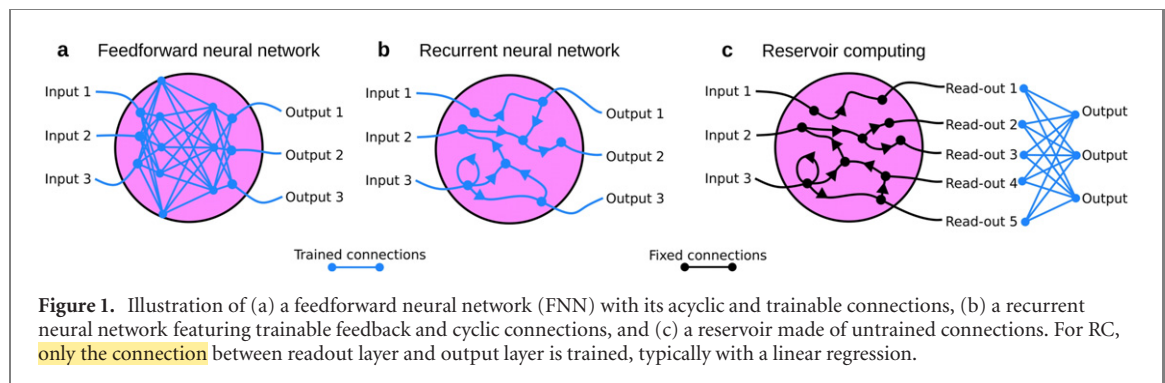 a Feedforward neural network
Input 1
Input 2
Input 3
Output 1
Output 2
Output 3
b Recurrent neural network
Input 1
Input 2
Input 3
Output 1
Output 2
Output 3
c Reservoir computing
Input 1
Input 2
Input 3
Read-out 1
Read-out 2
Read-out 3
Read-out 4
Read-out 5
Output
Output
Output
Trained connections
Fixed connections
Figure 1. Illustration of (a) a feedforward neural network (FNN) with its acyclic and trainable connections, (b) a recurrent
neural network featuring trainable feedback and cyclic connections, and (c) a reservoir made of untrained connections. For RC,
only the connection between readout layer and output layer is trained, typically with a linear regression.